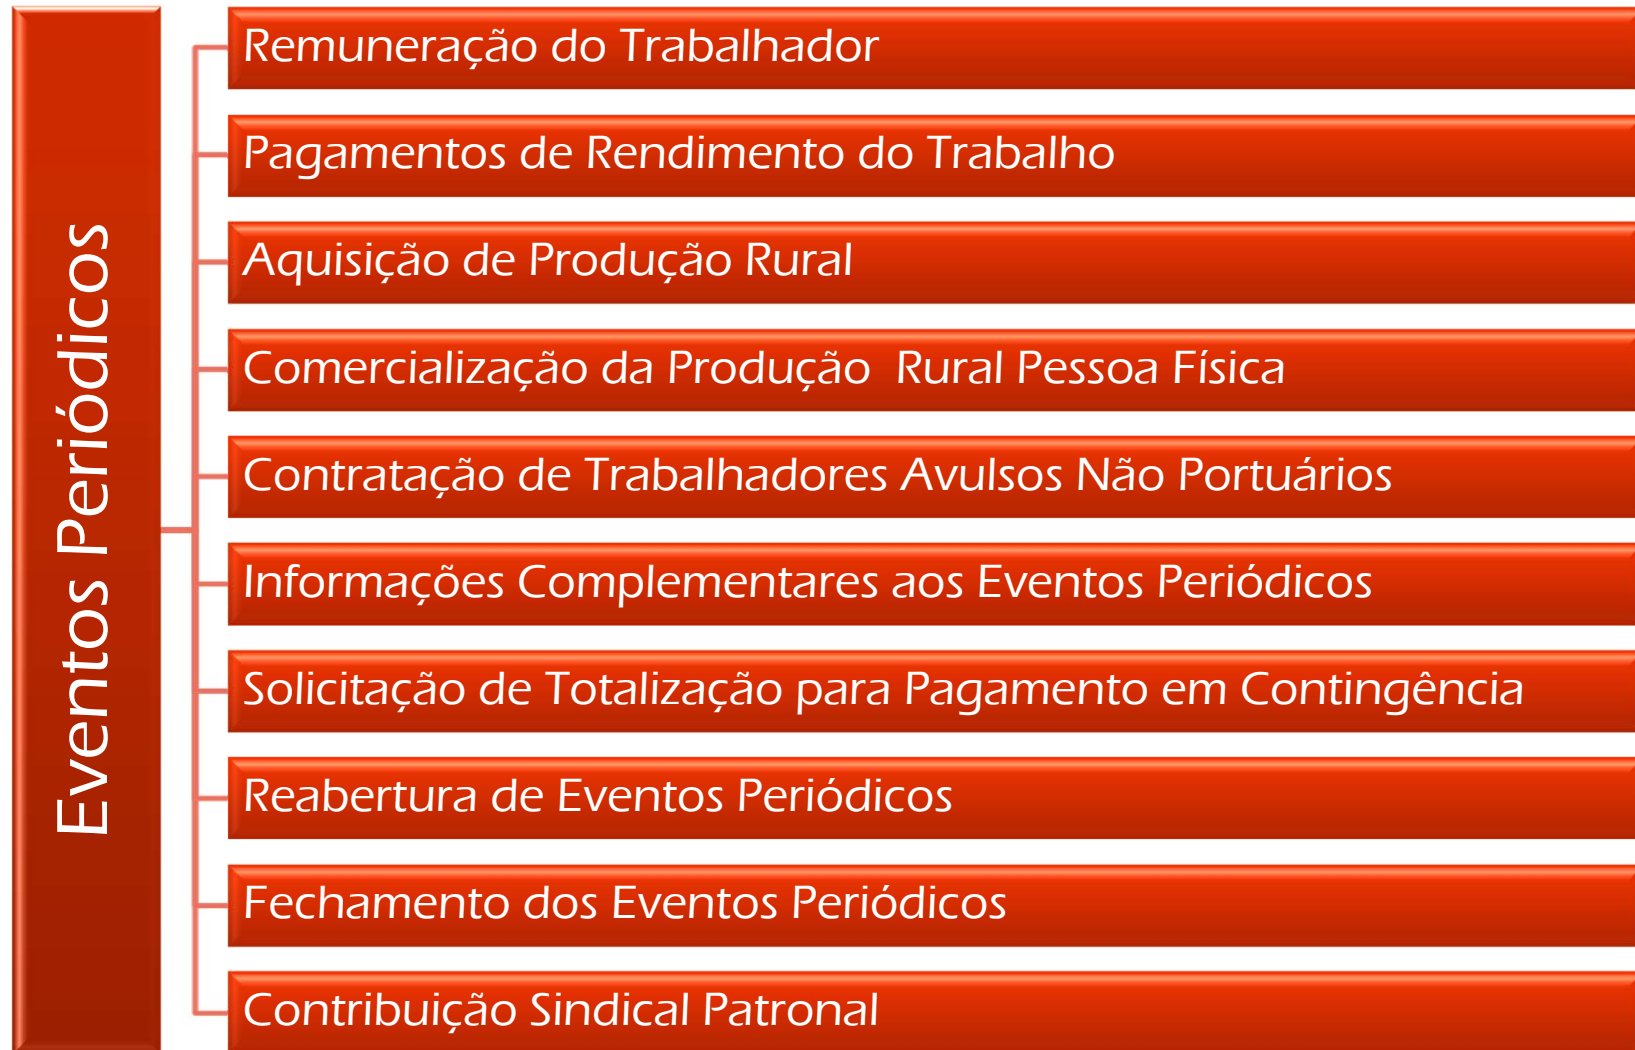 Eventos Periódicos
Remuneração do Trabalhador
Pagamentos de Rendimento do Trabalho
Aquisição de Produção Rural
Comercialização da Produção  Rural Pessoa Física
Contratação de Trabalhadores Avulsos Não Portuários
Informações Complementares aos Eventos Periódicos
Solicitação de Totalização para Pagamento em Contingência
Reabertura de Eventos Periódicos
Fechamento dos Eventos Periódicos
Contribuição Sindical Patronal